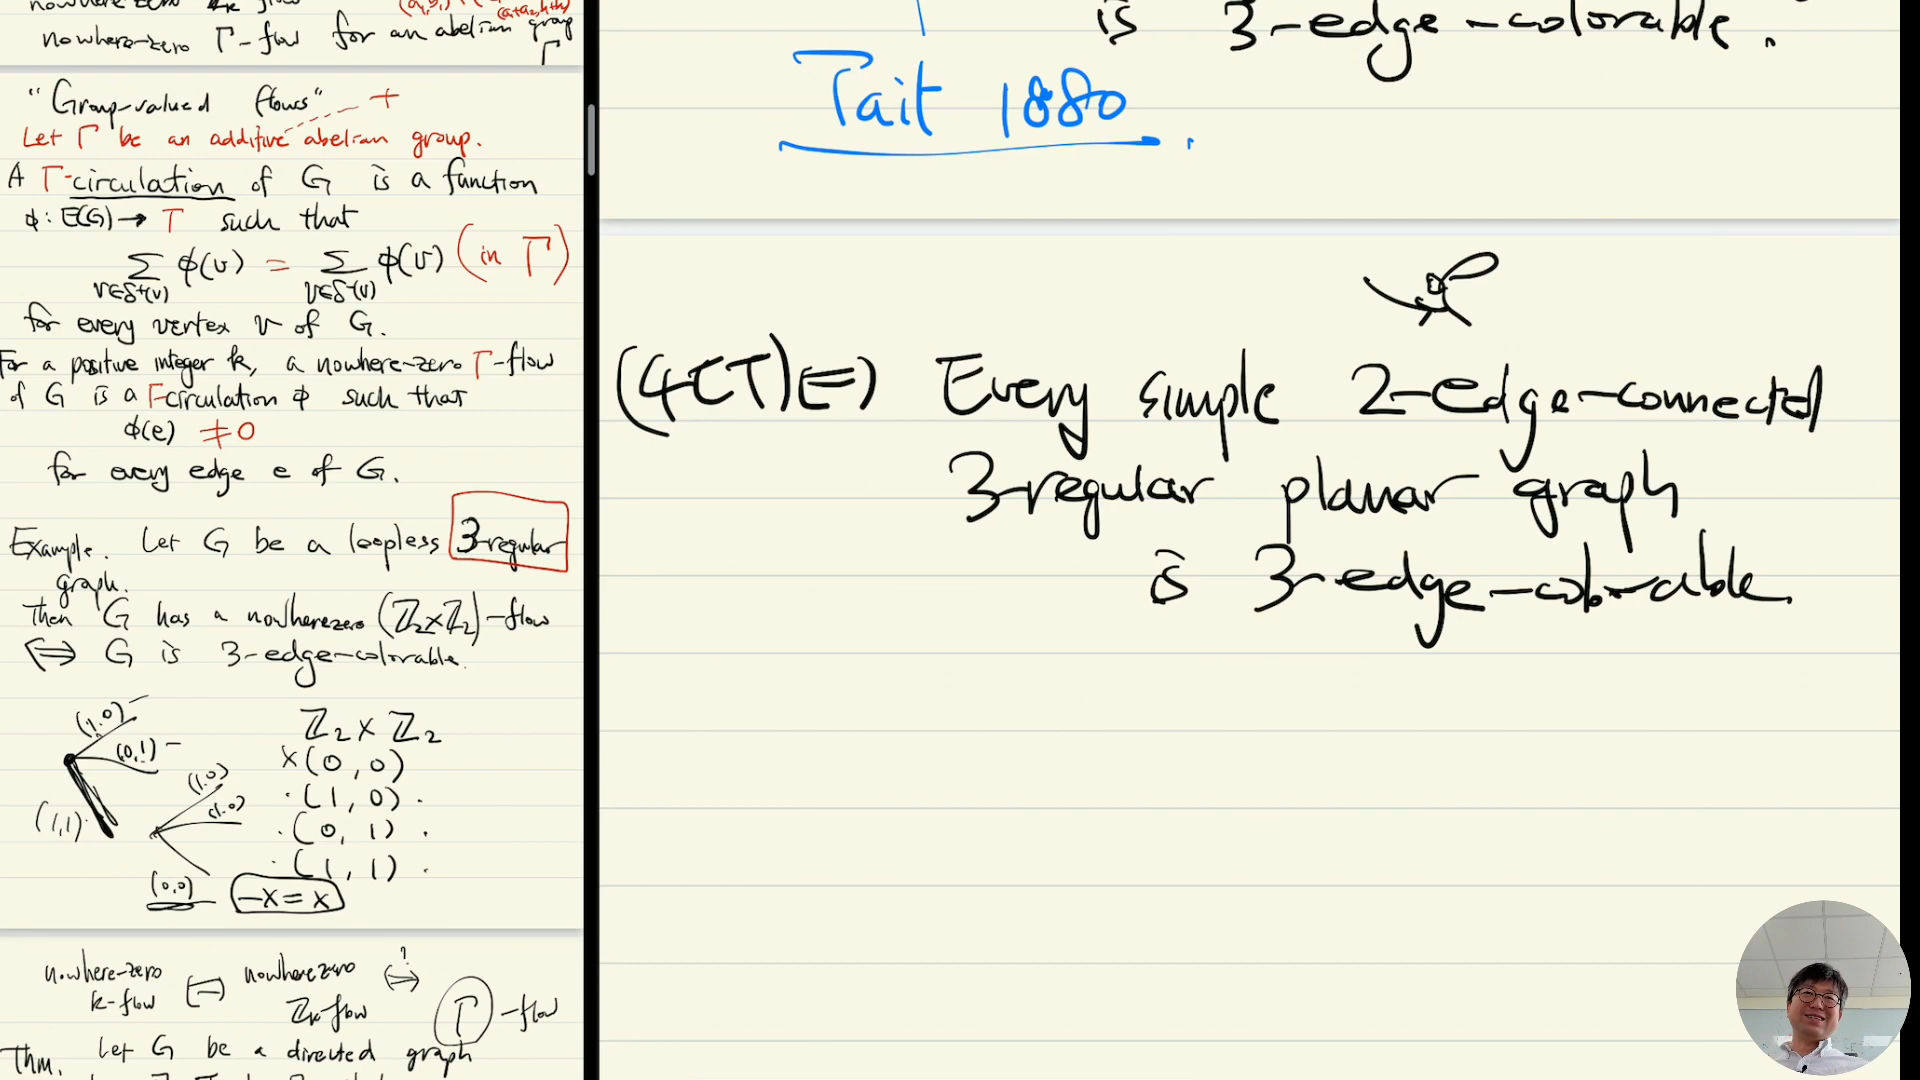 nowhere-zero Γ-flow for an abelian group
Γ
"Group-valued flows" +
Let Γ be an additive abelian group.
A Γ-circulation of G is a function
ϕ: E(G) → Γ such that
∑ ϕ(v) = ∑ ϕ(v) (in Γ)
for every vertex v of G.
For a positive integer k, a nowhere-zero Γ-flow
of G is a Γ-circulation ϕ such that
ϕ(e) ≠ 0
for every edge e of G.
Example. Let G be a loopless 3-regular
graph.
Then G has a nowherezero (ℤ₂×ℤ₂)-flow
⟺ G is 3-edge-colorable.
(1,0)
(0,1)
(1,1)
(1,0)
(1,0)
(0,0)
ℤ₂ × ℤ₂
×(0,0)
·(1,0)·
·(0,1)·
·(1,1)·
-x = x
nowhere-zero k-flow ⟺ nowherezero ℤₖ-flow ⟺? Γ-flow
Thm. Let G be a directed graph
is 3-edge-colorable.
Tait 1880
(4CT) ⟺ Every simple 2-edge-connected
3-regular planar graph
is 3-edge-colorable.